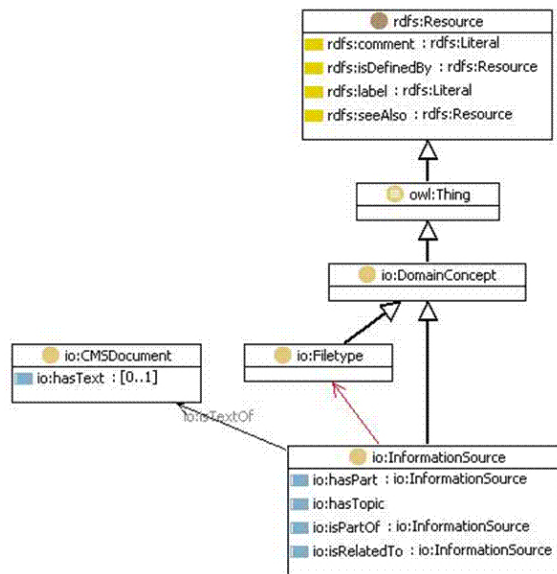 rdfs:Resource
rdfs:comment : rdfs:Literal
rdfs:isDefinedBy : rdfs:Resource
rdfs:label : rdfs:Literal
rdfs:seeAlso : rdfs:Resource
owl:Thing
io:DomainConcept
io:CMSDocument
io:hasText : [0..1]
io:Filetype
io:isTextOf
io:InformationSource
io:hasPart : io:InformationSource
io:hasTopic
io:isPartOf : io:InformationSource
io:isRelatedTo : io:InformationSource